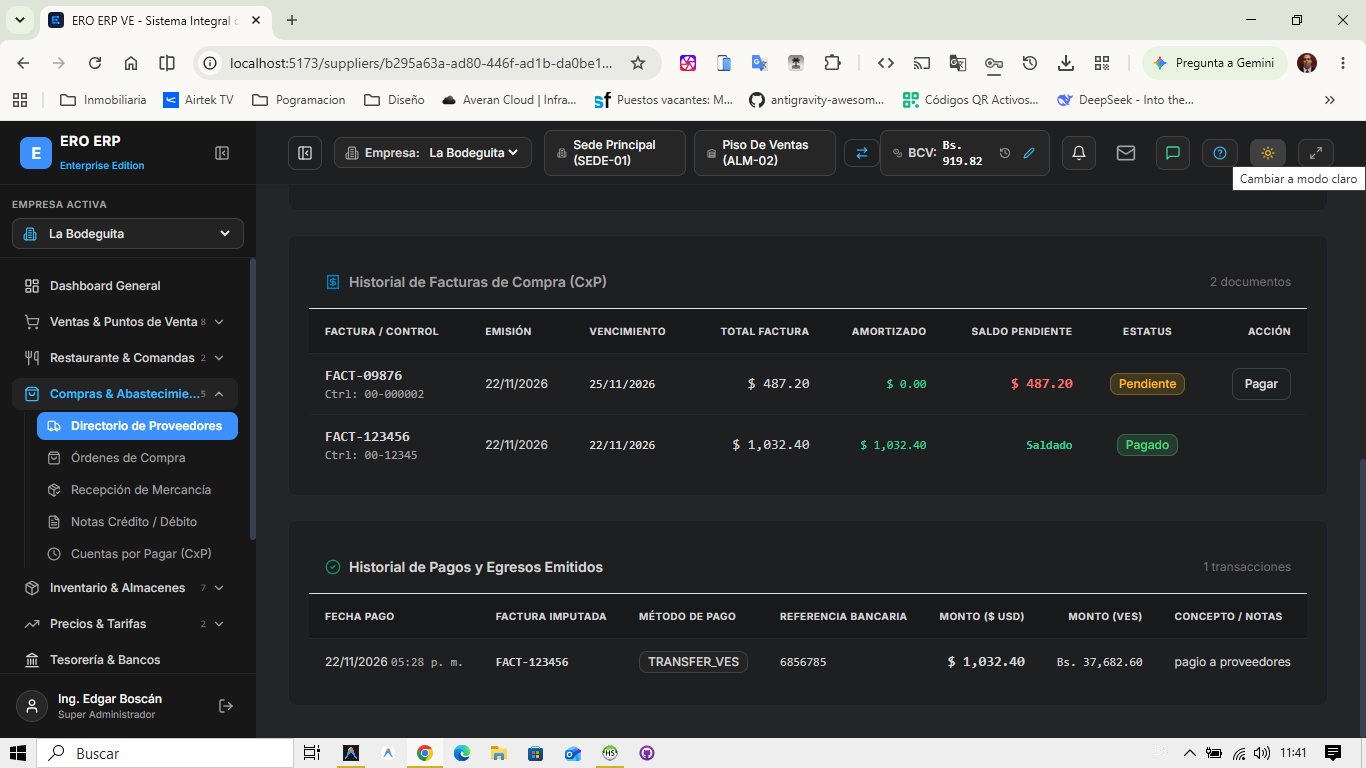 ERO ERP VE - Sistema Integral d
localhost:5173/suppliers/b295a63a-ad80-446f-ad1b-da0be1...
Pregunta a Gemini
Inmobiliaria
Airtek TV
Pogramacion
Diseño
Averan Cloud | Infra...
Puestos vacantes: M...
antigravity-awesom...
Códigos QR Activos...
DeepSeek - Into the...
E
ERO ERP
Enterprise Edition
Empresa: La Bodeguita
Sede Principal
(SEDE-01)
Piso De Ventas
(ALM-02)
BCV: Bs.
919.82
Cambiar a modo claro
EMPRESA ACTIVA
La Bodeguita
Dashboard General
Ventas & Puntos de Venta 8
Restaurante & Comandas 2
Compras & Abastecimie... 5
Directorio de Proveedores
Órdenes de Compra
Recepción de Mercancía
Notas Crédito / Débito
Cuentas por Pagar (CxP)
Inventario & Almacenes 7
Precios & Tarifas 2
Tesorería & Bancos
Ing. Edgar Boscán
Super Administrador
Historial de Facturas de Compra (CxP)
2 documentos
FACTURA / CONTROL EMISIÓN VENCIMIENTO TOTAL FACTURA AMORTIZADO SALDO PENDIENTE ESTATUS ACCIÓN
FACT-09876 22/11/2026 25/11/2026 $ 487.20 $ 0.00 $ 487.20 Pendiente Pagar
Ctrl: 00-000002
FACT-123456 22/11/2026 22/11/2026 $ 1,032.40 $ 1,032.40 Saldado Pagado
Ctrl: 00-12345
Historial de Pagos y Egresos Emitidos
1 transacciones
FECHA PAGO FACTURA IMPUTADA MÉTODO DE PAGO REFERENCIA BANCARIA MONTO ($ USD) MONTO (VES) CONCEPTO / NOTAS
22/11/2026 05:28 p. m. FACT-123456 TRANSFER_VES 6856785 $ 1,032.40 Bs. 37,682.60 pagio a proveedores
Buscar
11:41